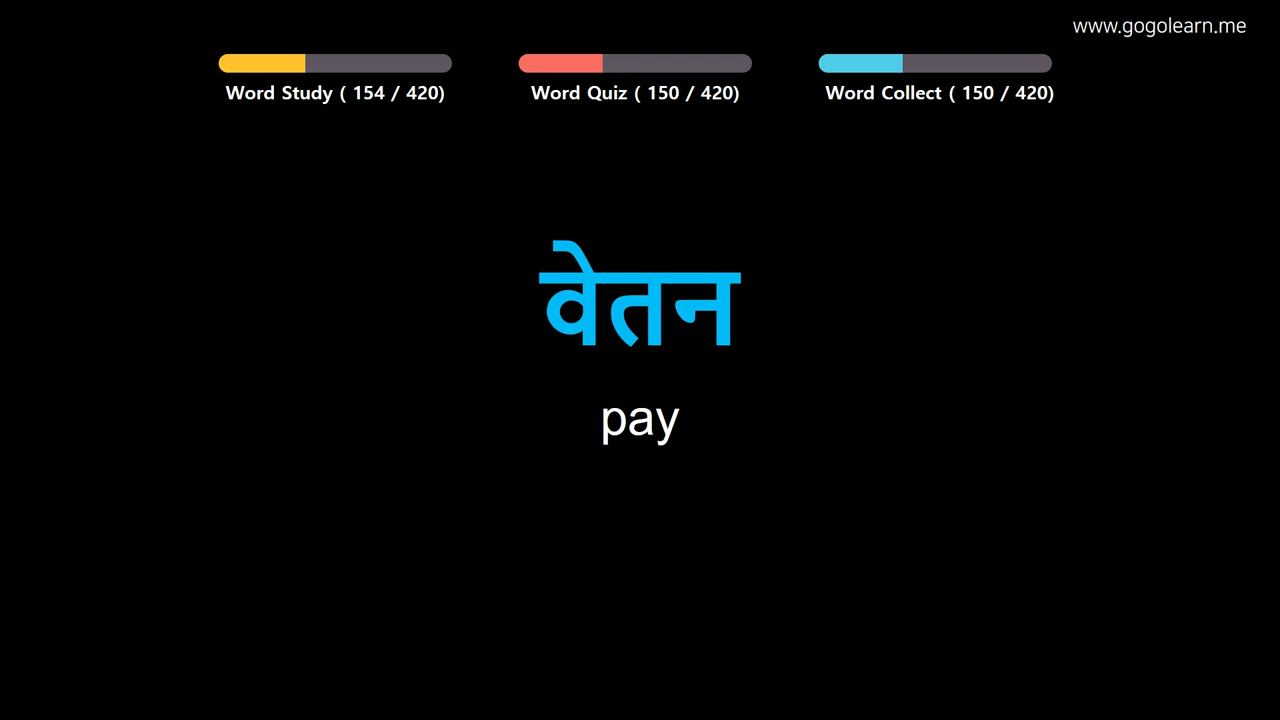 www.gogolearn.me
Word Study ( 154 / 420)
Word Quiz ( 150 / 420)
Word Collect ( 150 / 420)
वेतन
pay